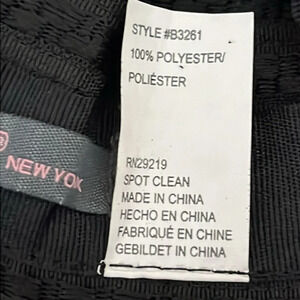 STYLE #B3261
100% POLYESTER/
POLIÉSTER
RN29219
SPOT CLEAN
MADE IN CHINA
HECHO EN CHINA
FABRIQUÉ EN CHINE
GEBILDET IN CHINA
® NEW YO